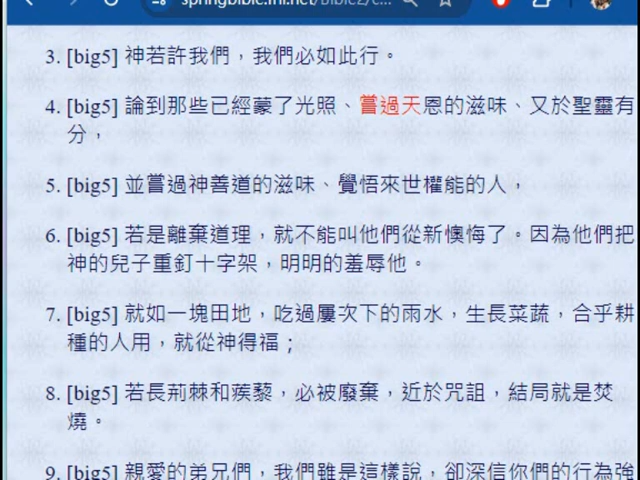 springbible.fhl.net/Bible2/c...
3. [big5] 神若許我們，我們必如此行。
4. [big5] 論到那些已經蒙了光照、嘗過天恩的滋味、又於聖靈有
分，
5. [big5] 並嘗過神善道的滋味、覺悟來世權能的人，
6. [big5] 若是離棄道理，就不能叫他們從新懊悔了。因為他們把
神的兒子重釘十字架，明明的羞辱他。
7. [big5] 就如一塊田地，吃過屢次下的雨水，生長菜蔬，合乎耕
種的人用，就從神得福；
8. [big5] 若長荊棘和蒺藜，必被廢棄，近於咒詛，結局就是焚
燒。
9. [big5] 親愛的弟兄們，我們雖是這樣說，卻深信你們的行為強